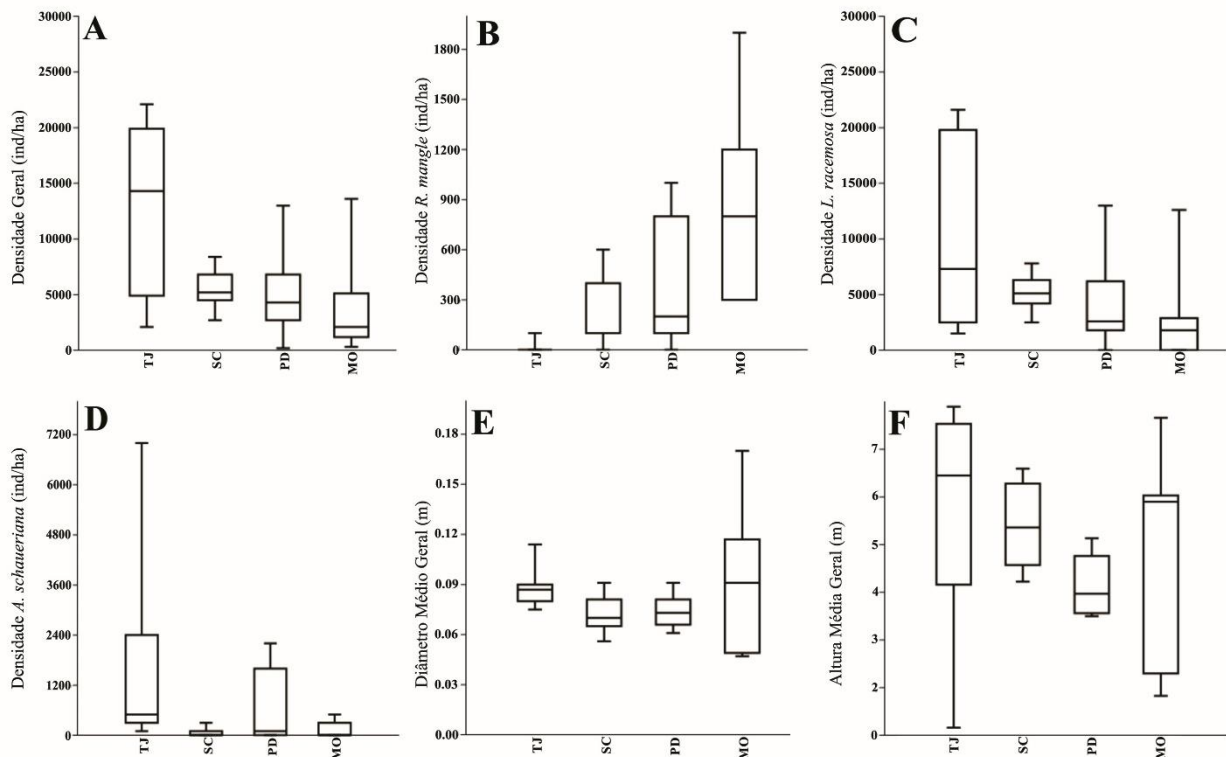 A
Densidade Geral (ind/ha)
30000
25000
20000
15000
10000
5000
0
TJ SC PD MO
B
Densidade R. mangle (ind/ha)
1800
1500
1200
900
600
300
0
TJ SC PD MO
C
Densidade L. racemosa (ind/ha)
30000
25000
20000
15000
10000
5000
0
TJ SC PD MO
D
Densidade A. schaueriana (ind/ha)
7200
6000
4800
3600
2400
1200
0
TJ SC PD MO
E
Diâmetro Médio Geral (m)
0.18
0.15
0.12
0.09
0.06
0.03
0.00
TJ SC PD MO
F
Altura Média Geral (m)
7
6
5
4
3
2
0
TJ SC PD MO